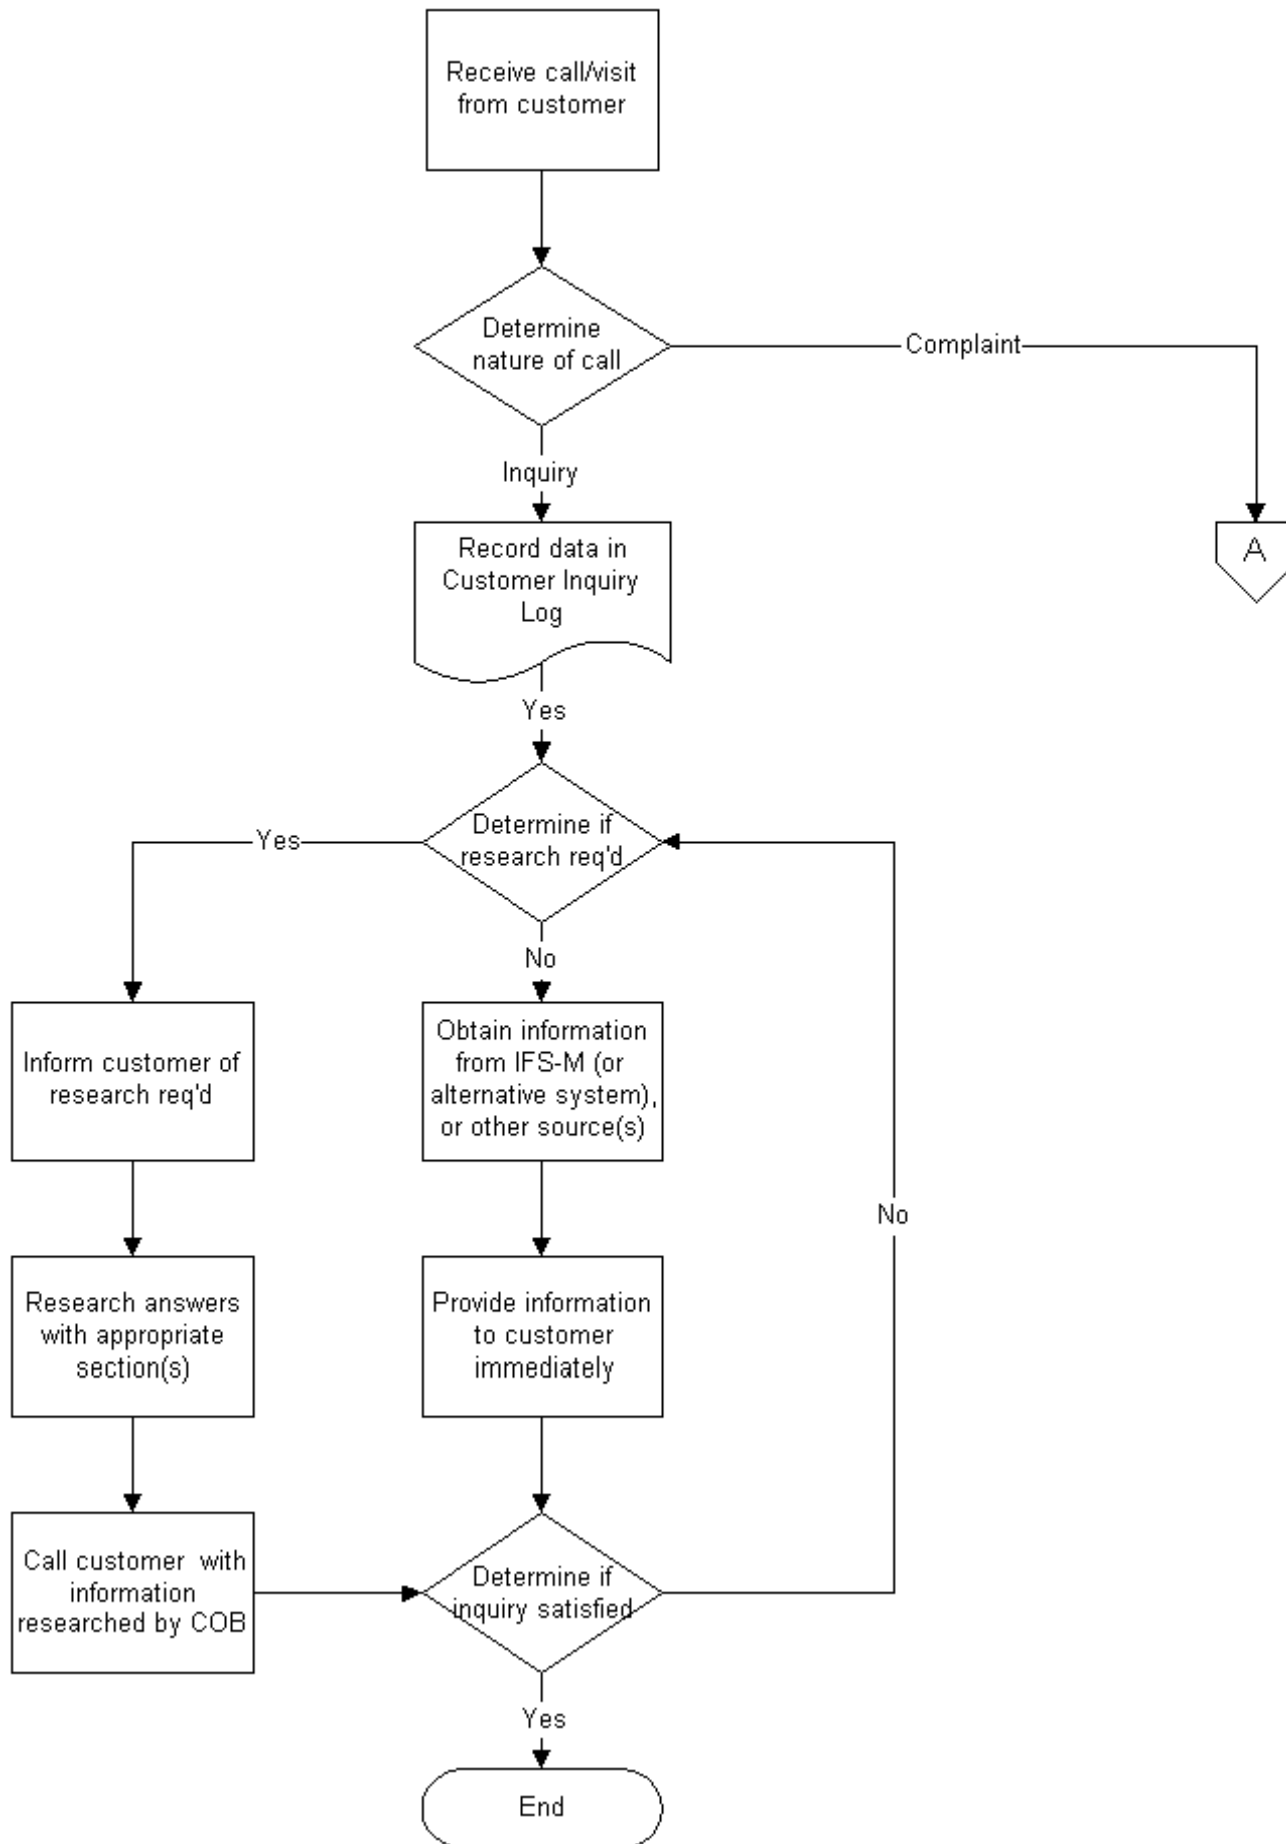 Receive call/visit
from customer
Determine
nature of call
Complaint
Inquiry
Record data in
Customer Inquiry
Log
A
Yes
Determine if
research req'd
Yes
No
Inform customer of
research req'd
Obtain information
from IFS-M (or
alternative system),
or other source(s)
No
Research answers
with appropriate
section(s)
Provide information
to customer
immediately
Call customer with
information
researched by COB
Determine if
inquiry satisfied
Yes
End